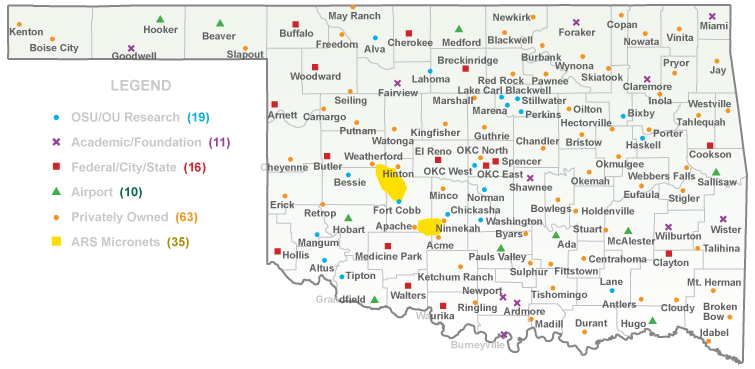 May Ranch
Kenton
Hooker
Beaver
Buffalo
Newkirk
Foraker
Copan
Miami
Boise City
Goodwell
Slapout
Freedom
Alva
Cherokee
Medford
Blackwell
Nowata
Vinita
Breckinridge
Burbank
Wynona
Pryor
Jay
Woodward
Lahoma
Red Rock
Pawnee
Skiatook
Claremore
Fairview
Lake Carl Blackwell
LEGEND
Seiling
Marshall
Stillwater
Inola
Westville
Arnett
Camargo
Marena
Perkins
Oilton
Bixby
Tahlequah
OSU/OU Research (19)
Putnam
Kingfisher
Guthrie
Hectorville
Porter
Watonga
Chandler
Bristow
Haskell
Academic/Foundation (11)
Weatherford
El Reno
OKC North
Cookson
Cheyenne
Butler
Spencer
Okmulgee
Federal/City/State (16)
Hinton
OKC West
OKC East
Okemah
Webbers Falls
Sallisaw
Bessie
Shawnee
Airport (10)
Minco
Norman
Eufaula
Stigler
Erick
Retrop
Fort Cobb
Chickasha
Bowlegs
Holdenville
Privately Owned (63)
Hobart
Apache
Ninnekah
Washington
Stuart
Wister
ARS Micronets (35)
Mangum
Acme
Byars
Ada
McAlester
Wilburton
Hollis
Medicine Park
Pauls Valley
Centrahoma
Clayton
Talihina
Altus
Tipton
Ketchum Ranch
Sulphur
Fittstown
Lane
Mt. Herman
Grandfield
Walters
Newport
Tishomingo
Antlers
Cloudy
Broken
Bow
Waurika
Ringling
Ardmore
Madill
Durant
Hugo
Idabel
Burneyville